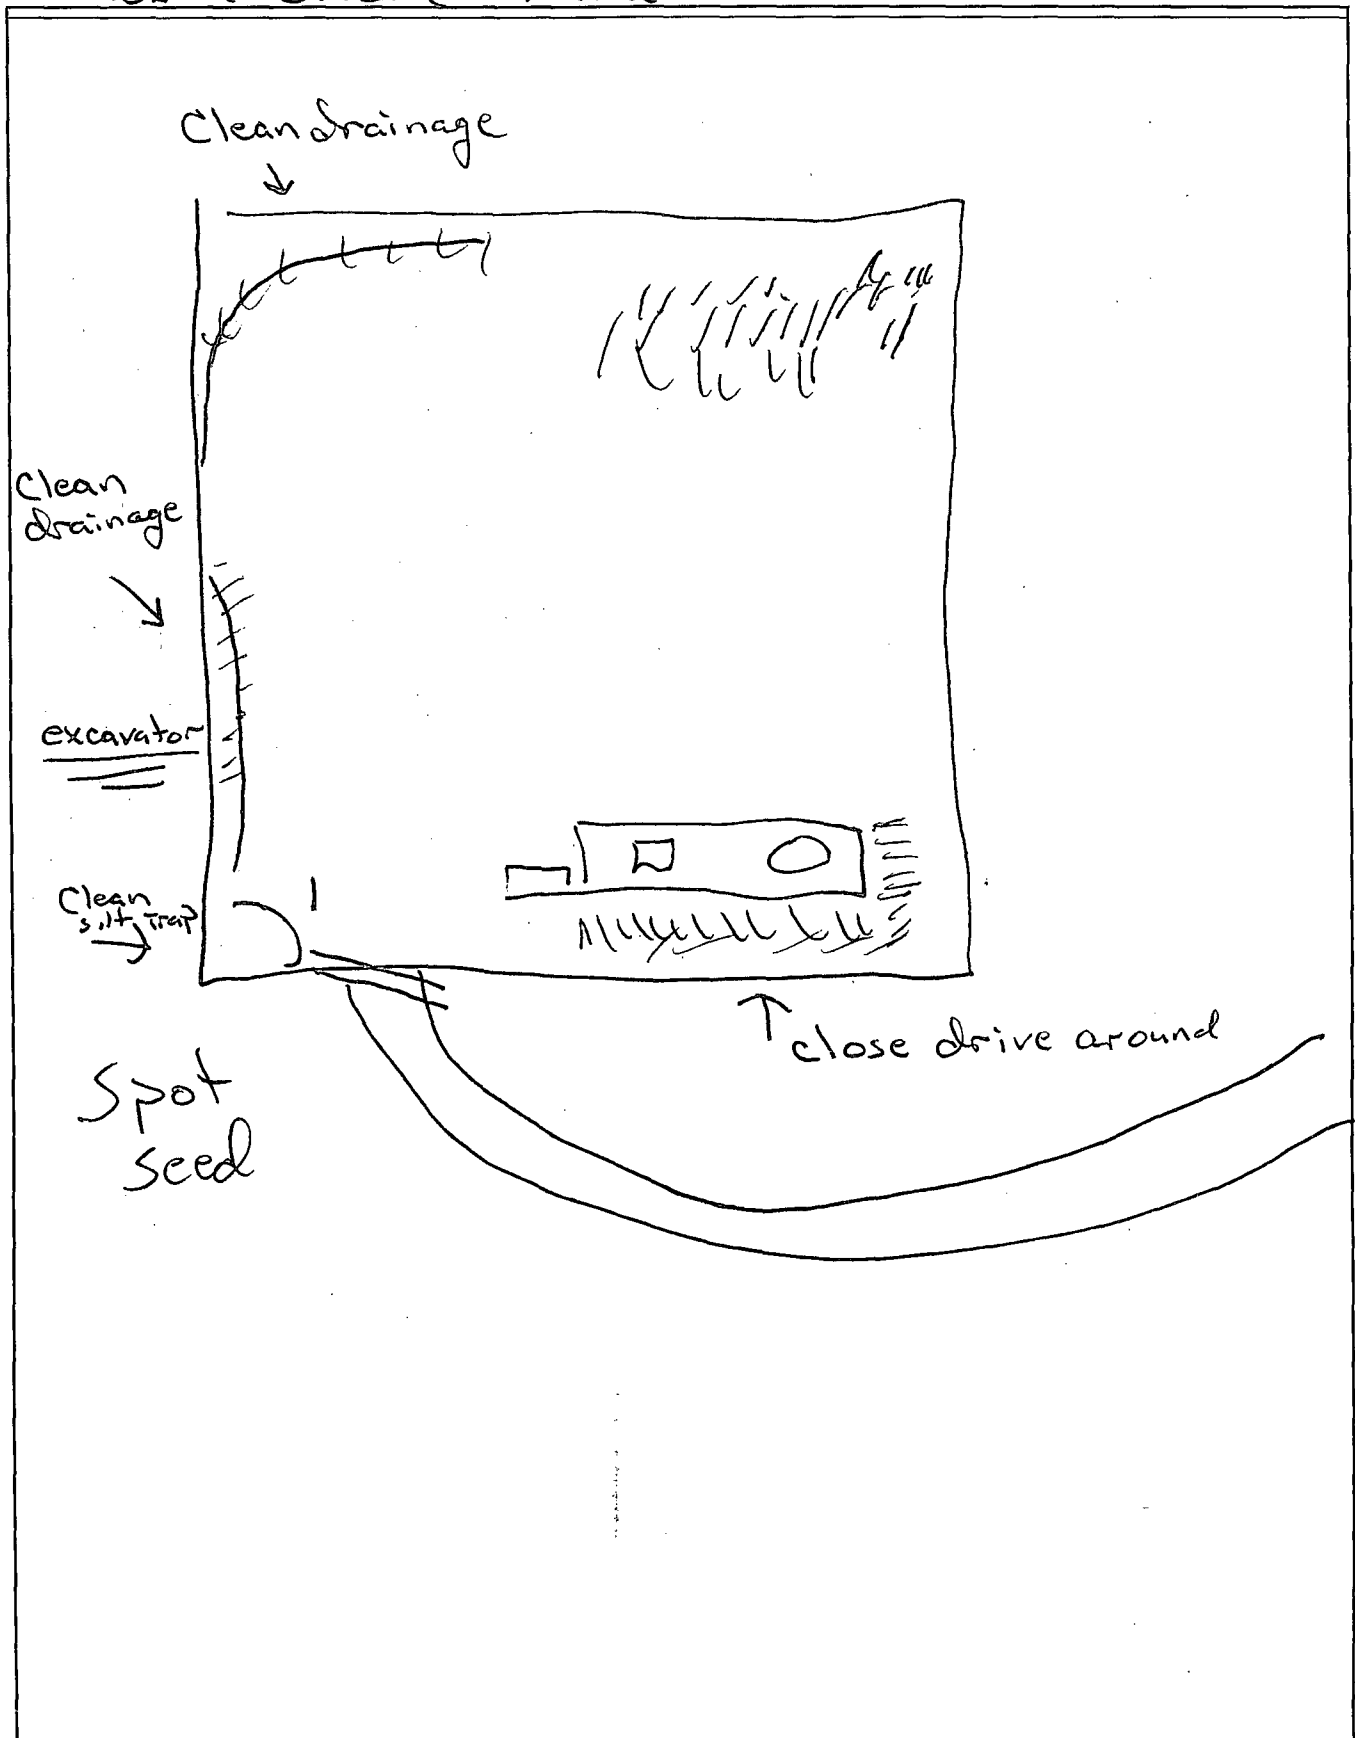 Clean drainage
Clean
drainage
excavator
Clean
silt trap
close drive around
Spot
seed